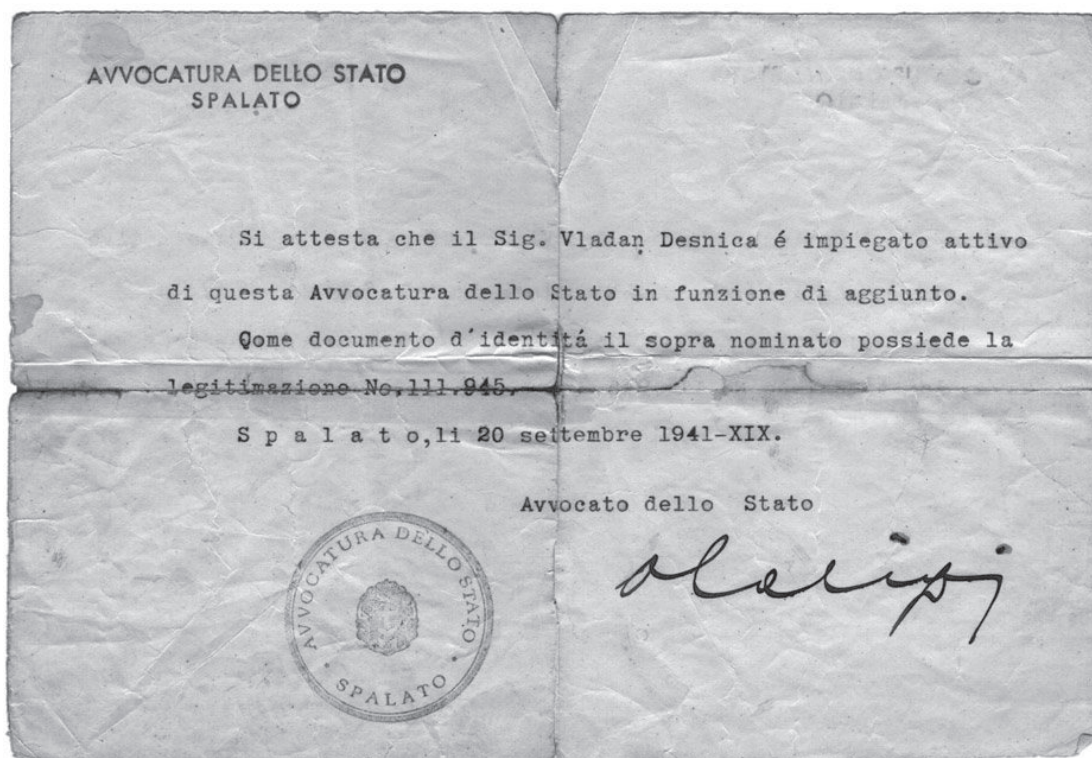 AVVOCATURA DELLO STATO
SPALATO
Si attesta che il Sig. Vladan Desnica é impiegato attivo
di questa Avvocatura dello Stato in funzione di aggiunto.
Qome documento d'identitá il sopra nominato possiede la
legitimazione No.111.945.
S p a l a t o,li 20 settembre 1941-XIX.
Avvocato dello Stato
AVVOCATURA DELLO STATO
SPALATO